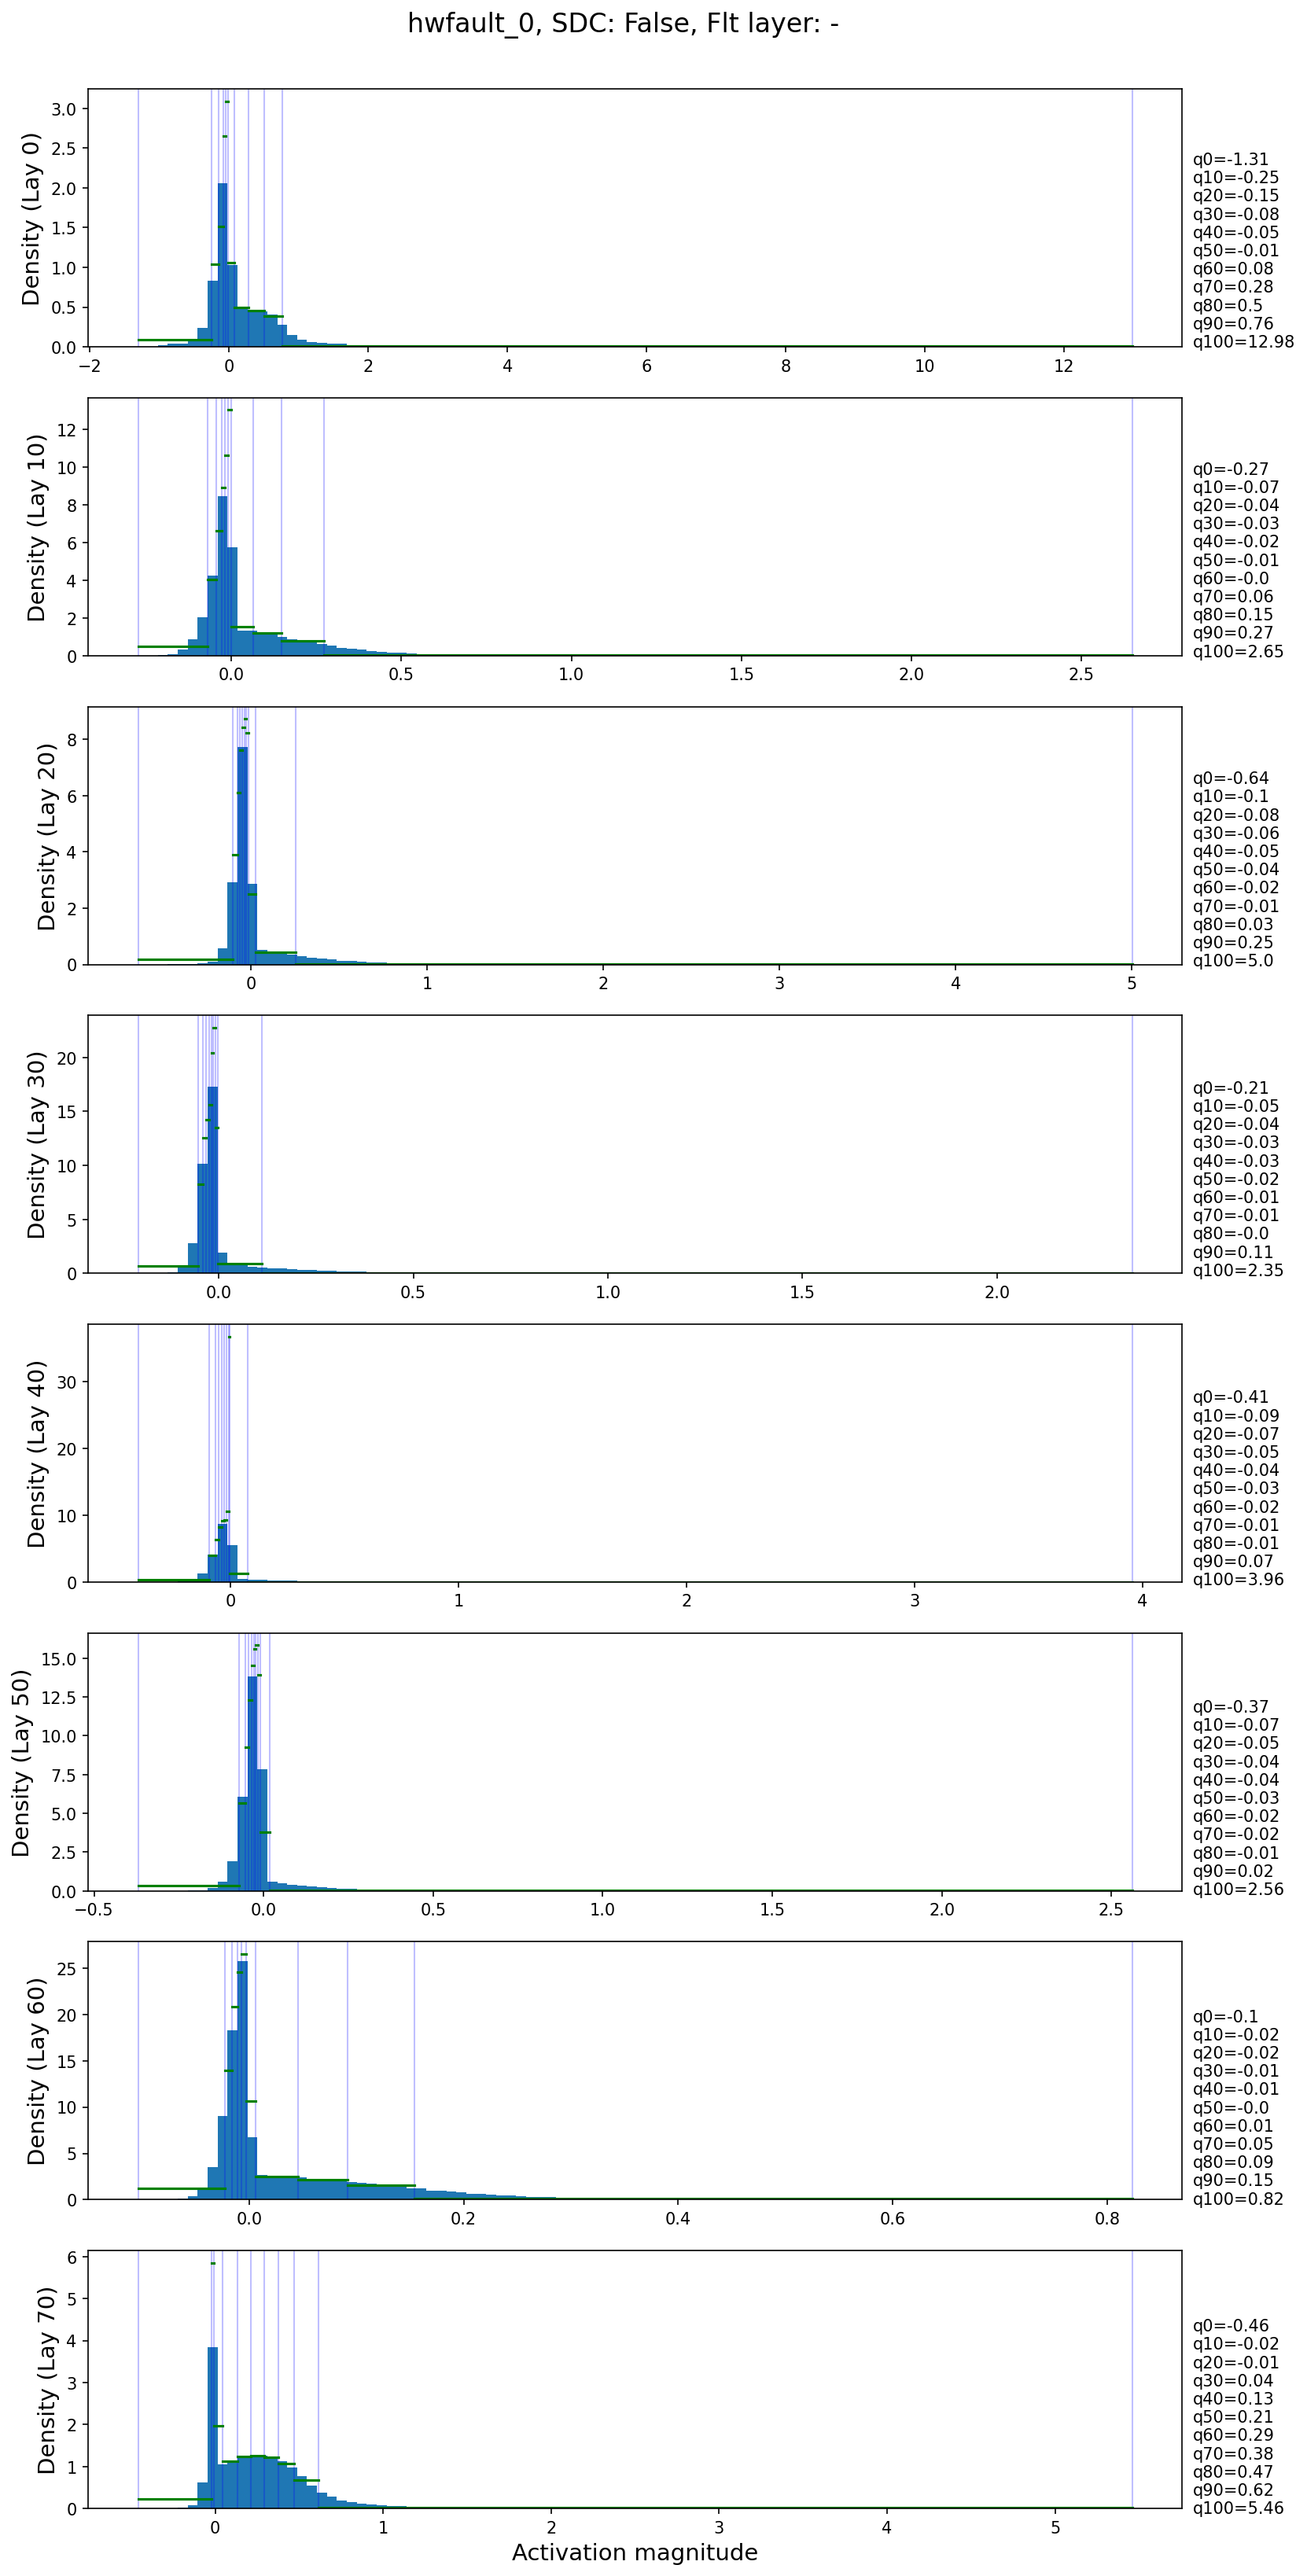 hwfault_0, SDC: False, Flt layer: -
Density (Lay 0)
3.0
2.5
2.0
1.5
1.0
0.5
0.0
−2 0 2 4 6 8 10 12
q0=-1.31
q10=-0.25
q20=-0.15
q30=-0.08
q40=-0.05
q50=-0.01
q60=0.08
q70=0.28
q80=0.5
q90=0.76
q100=12.98
Density (Lay 10)
12
10
8
6
4
2
0
0.0 0.5 1.0 1.5 2.0 2.5
q0=-0.27
q10=-0.07
q20=-0.04
q30=-0.03
q40=-0.02
q50=-0.01
q60=-0.0
q70=0.06
q80=0.15
q90=0.27
q100=2.65
Density (Lay 20)
8
6
4
2
0
0 1 2 3 4 5
q0=-0.64
q10=-0.1
q20=-0.08
q30=-0.06
q40=-0.05
q50=-0.04
q60=-0.02
q70=-0.01
q80=0.03
q90=0.25
q100=5.0
Density (Lay 30)
20
15
10
5
0
0.0 0.5 1.0 1.5 2.0
q0=-0.21
q10=-0.05
q20=-0.04
q30=-0.03
q40=-0.03
q50=-0.02
q60=-0.01
q70=-0.01
q80=-0.0
q90=0.11
q100=2.35
Density (Lay 40)
30
20
10
0
0 1 2 3 4
q0=-0.41
q10=-0.09
q20=-0.07
q30=-0.05
q40=-0.04
q50=-0.03
q60=-0.02
q70=-0.01
q80=-0.01
q90=0.07
q100=3.96
Density (Lay 50)
15.0
12.5
10.0
7.5
5.0
2.5
0.0
−0.5 0.0 0.5 1.0 1.5 2.0 2.5
q0=-0.37
q10=-0.07
q20=-0.05
q30=-0.04
q40=-0.04
q50=-0.03
q60=-0.02
q70=-0.02
q80=-0.01
q90=0.02
q100=2.56
Density (Lay 60)
25
20
15
10
5
0
0.0 0.2 0.4 0.6 0.8
q0=-0.1
q10=-0.02
q20=-0.02
q30=-0.01
q40=-0.01
q50=-0.0
q60=0.01
q70=0.05
q80=0.09
q90=0.15
q100=0.82
Density (Lay 70)
6
5
4
3
2
1
0
0 1 2 3 4 5
q0=-0.46
q10=-0.02
q20=-0.01
q30=0.04
q40=0.13
q50=0.21
q60=0.29
q70=0.38
q80=0.47
q90=0.62
q100=5.46
Activation magnitude